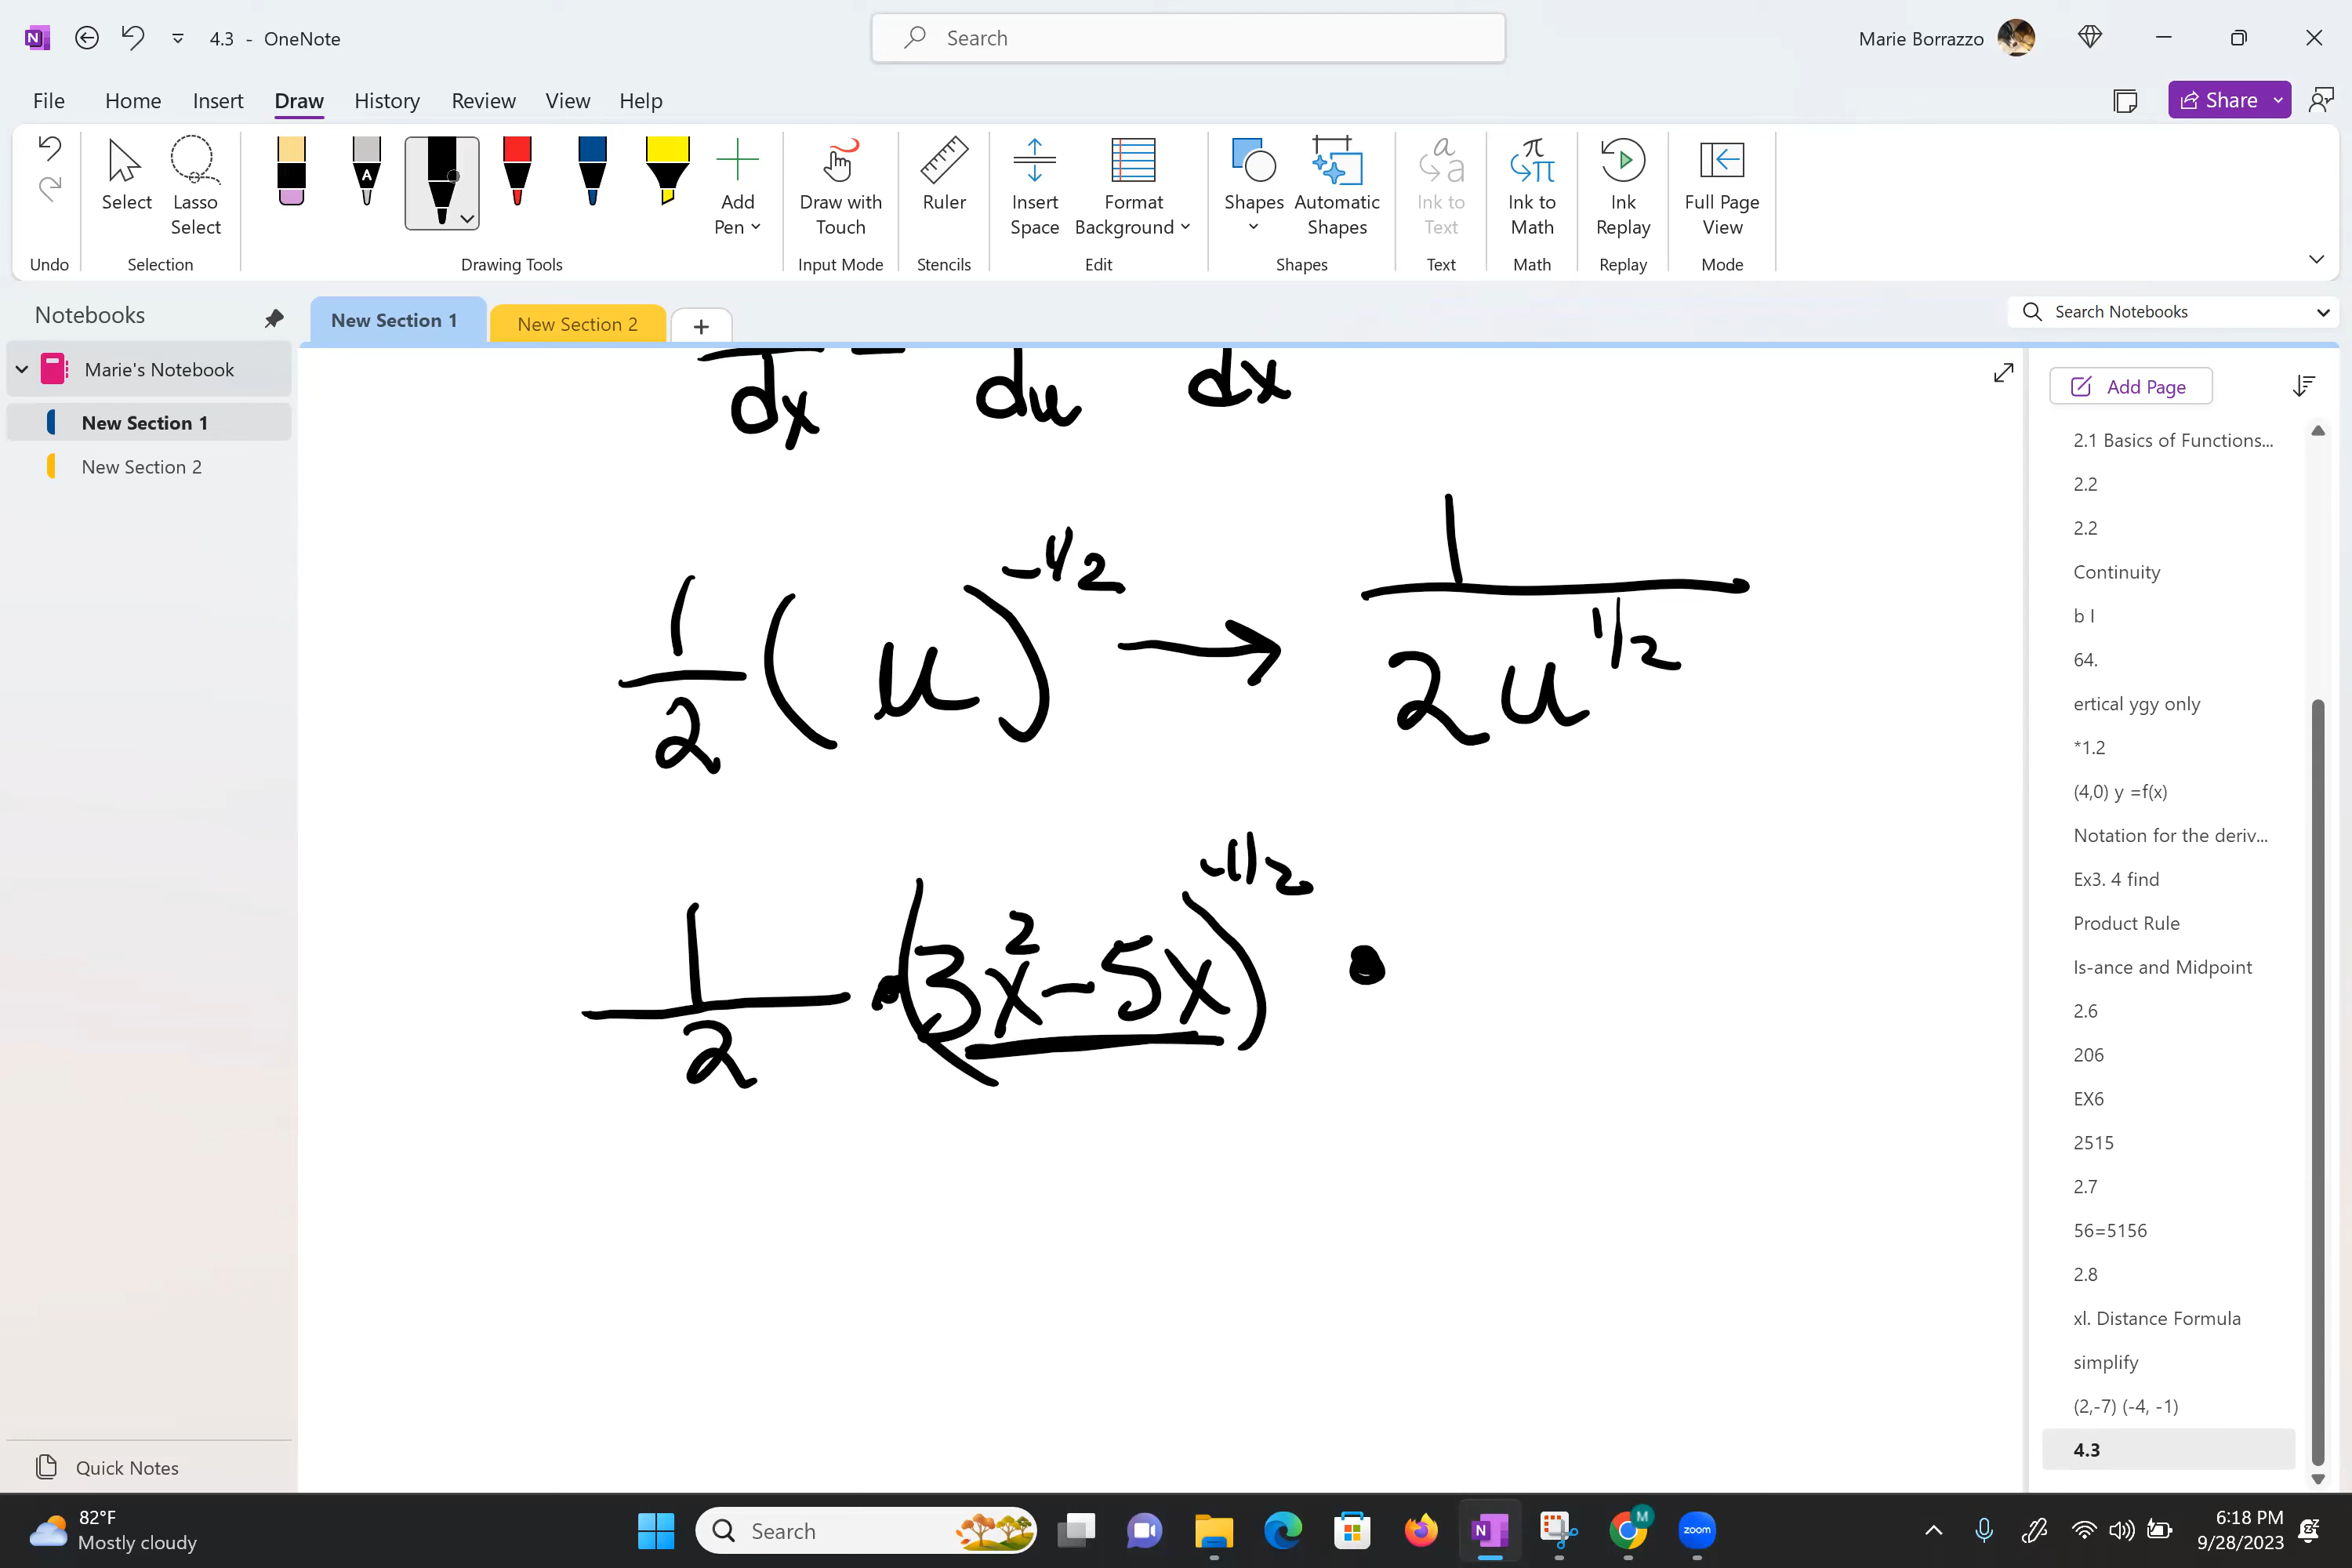 4.3 - OneNote
Search
Marie Borrazzo
File Home Insert Draw History Review View Help
Share
A
Select
Lasso Select
Add Pen
Draw with Touch
Ruler
Insert Space
Format Background
Shapes
Automatic Shapes
Ink to Text
Ink to Math
Ink Replay
Full Page View
Undo Selection Drawing Tools Input Mode Stencils Edit Shapes Text Math Replay Mode
Notebooks
New Section 1 New Section 2 +
Search Notebooks
Marie's Notebook
New Section 1
New Section 2
Quick Notes
dx du dx
1/2 (u)^-1/2 → 1/2u^1/2
1/2 · (3x²-5x)^-1/2 ·
Add Page
2.1 Basics of Functions...
2.2
2.2
Continuity
b I
64.
ertical ygy only
*1.2
(4,0) y =f(x)
Notation for the deriv...
Ex3. 4 find
Product Rule
Is-ance and Midpoint
2.6
206
EX6
2515
2.7
56=5156
2.8
xl. Distance Formula
simplify
(2,-7) (-4, -1)
4.3
82°F
Mostly cloudy
Search
M
zoom
6:18 PM
9/28/2023